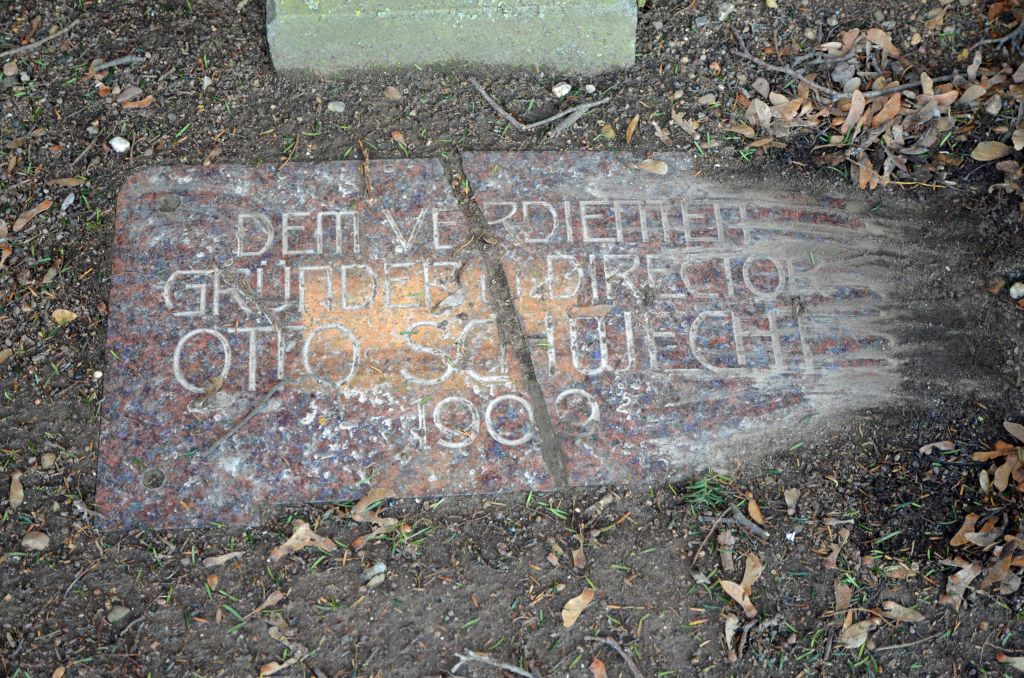 DEM VERDIENTEN
GRÜNDER U. DIRECTOR
OTTO SCHWECHT
1902